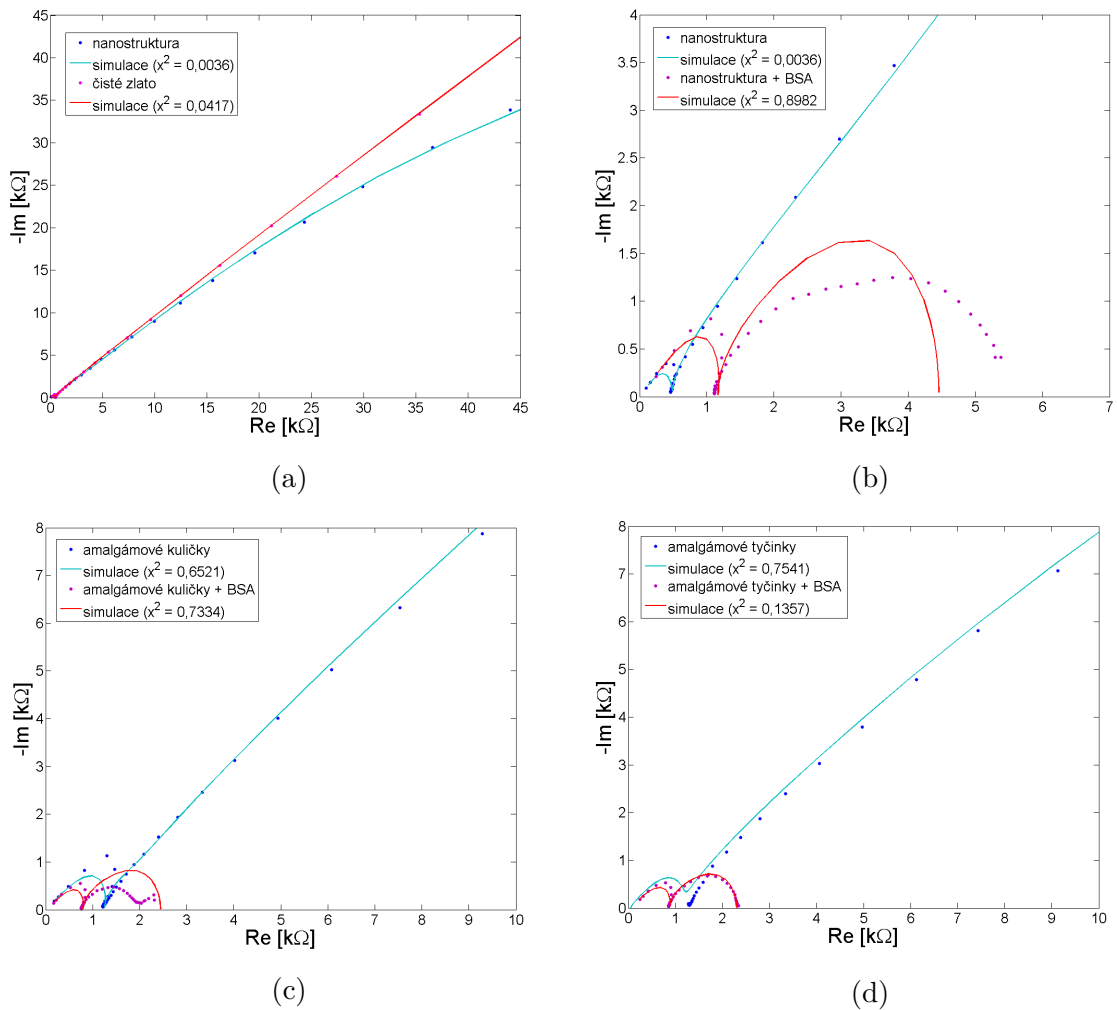 45
40
35
30
25
20
15
10
5
0
-Im [kΩ]
nanostruktura
simulace (x² = 0,0036)
čisté zlato
simulace (x² = 0,0417)
0 5 10 15 20 25 30 35 40 45
Re [kΩ]
(a)
4
3.5
3
2.5
2
1.5
1
0.5
0
-Im [kΩ]
nanostruktura
simulace (x² = 0,0036)
nanostruktura + BSA
simulace (x² = 0,8982
0 1 2 3 4 5 6 7
Re [kΩ]
(b)
8
7
6
5
4
3
2
1
0
-Im [kΩ]
amalgámové kuličky
simulace (x² = 0,6521)
amalgámové kuličky + BSA
simulace (x² = 0,7334)
0 1 2 3 4 5 6 7 8 9 10
Re [kΩ]
(c)
8
7
6
5
4
3
2
1
0
-Im [kΩ]
amalgámové tyčinky
simulace (x² = 0,7541)
amalgámové tyčinky + BSA
simulace (x² = 0,1357)
0 1 2 3 4 5 6 7 8 9 10
Re [kΩ]
(d)